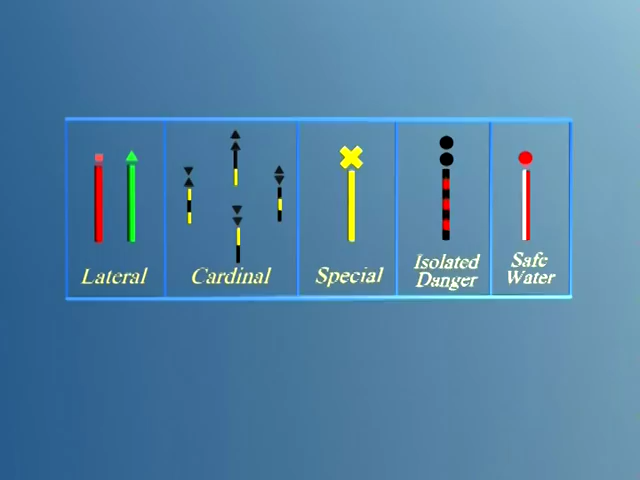 Lateral
Cardinal
Special
Isolated
Danger
Safe
Water